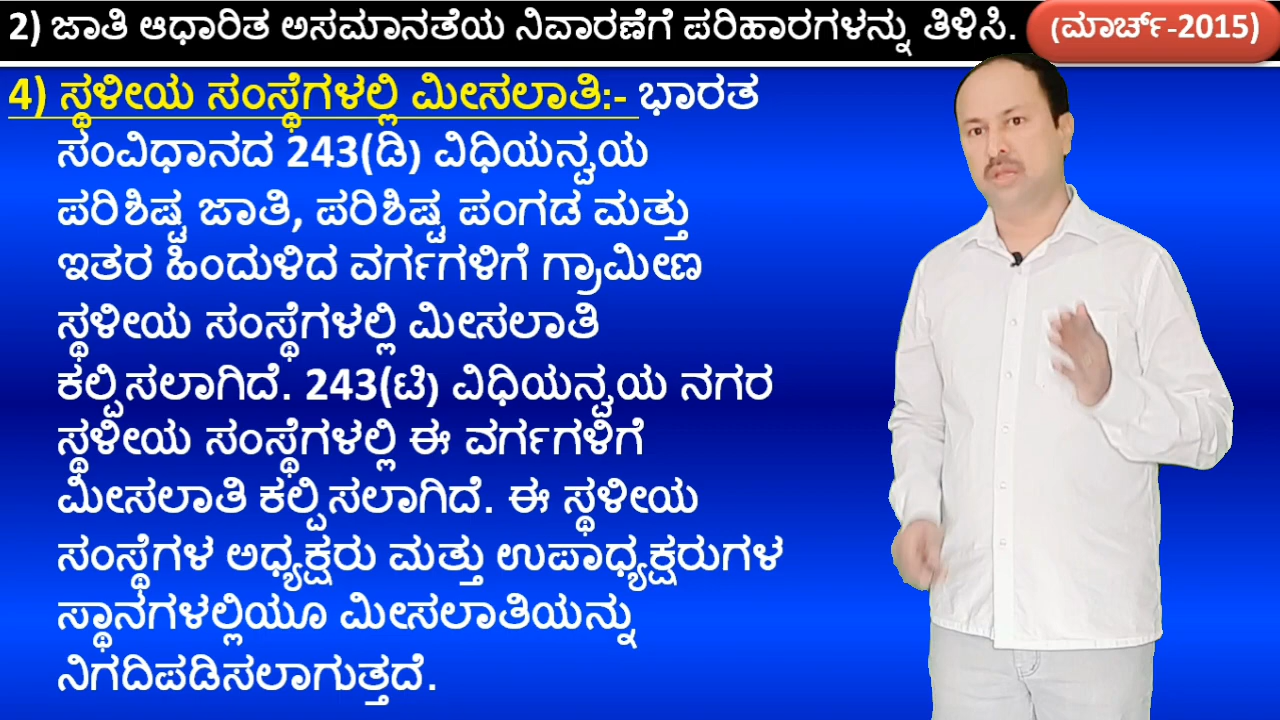 2) ಜಾತಿ ಆಧಾರಿತ ಅಸಮಾನತೆಯ ನಿವಾರಣೆಗೆ ಪರಿಹಾರಗಳನ್ನು ತಿಳಿಸಿ. (ಮಾರ್ಚ್-2015)
4) ಸ್ಥಳೀಯ ಸಂಸ್ಥೆಗಳಲ್ಲಿ ಮೀಸಲಾತಿ:- ಭಾರತ
ಸಂವಿಧಾನದ 243(ಡಿ) ವಿಧಿಯನ್ವಯ
ಪರಿಶಿಷ್ಟ ಜಾತಿ, ಪರಿಶಿಷ್ಟ ಪಂಗಡ ಮತ್ತು
ಇತರ ಹಿಂದುಳಿದ ವರ್ಗಗಳಿಗೆ ಗ್ರಾಮೀಣ
ಸ್ಥಳೀಯ ಸಂಸ್ಥೆಗಳಲ್ಲಿ ಮೀಸಲಾತಿ
ಕಲ್ಪಿಸಲಾಗಿದೆ. 243(ಟಿ) ವಿಧಿಯನ್ವಯ ನಗರ
ಸ್ಥಳೀಯ ಸಂಸ್ಥೆಗಳಲ್ಲಿ ಈ ವರ್ಗಗಳಿಗೆ
ಮೀಸಲಾತಿ ಕಲ್ಪಿಸಲಾಗಿದೆ. ಈ ಸ್ಥಳೀಯ
ಸಂಸ್ಥೆಗಳ ಅಧ್ಯಕ್ಷರು ಮತ್ತು ಉಪಾಧ್ಯಕ್ಷರುಗಳ
ಸ್ಥಾನಗಳಲ್ಲಿಯೂ ಮೀಸಲಾತಿಯನ್ನು
ನಿಗದಿಪಡಿಸಲಾಗುತ್ತದೆ.